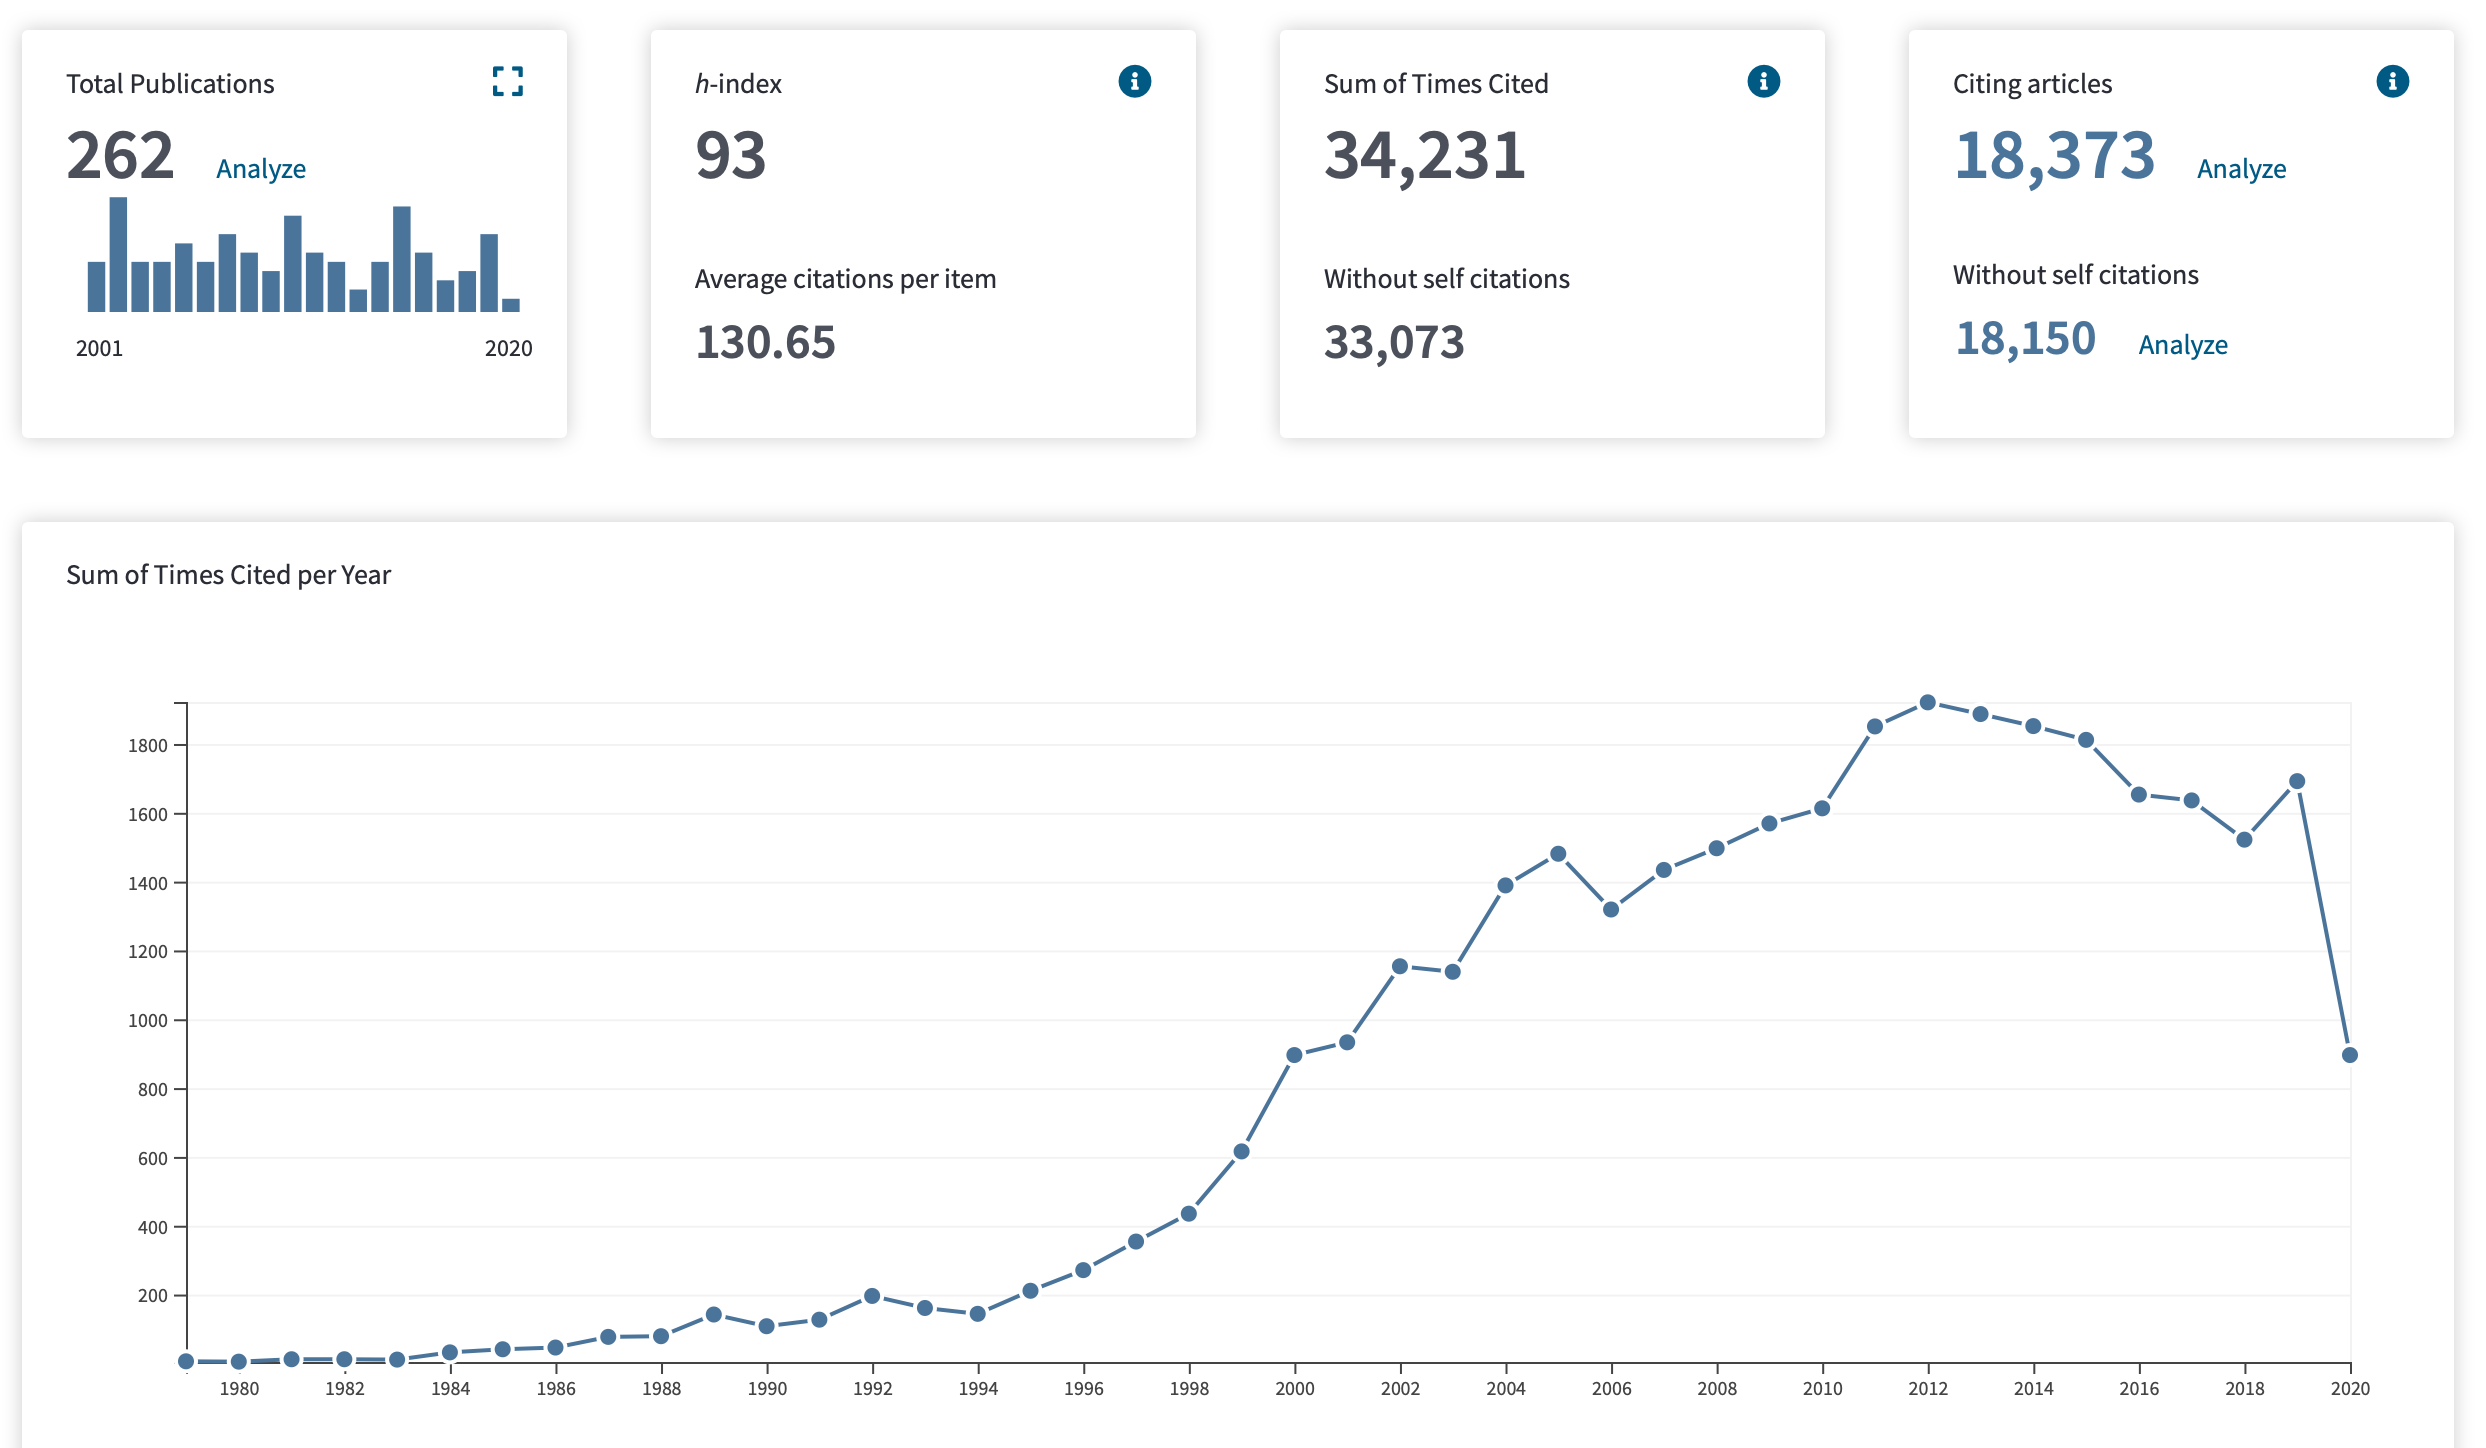 Total Publications
262 Analyze
2001 2020
h-index
93
Average citations per item
130.65
Sum of Times Cited
34,231
Without self citations
33,073
Citing articles
18,373 Analyze
Without self citations
18,150 Analyze
Sum of Times Cited per Year
1800
1600
1400
1200
1000
800
600
400
200
1980 1982 1984 1986 1988 1990 1992 1994 1996 1998 2000 2002 2004 2006 2008 2010 2012 2014 2016 2018 2020